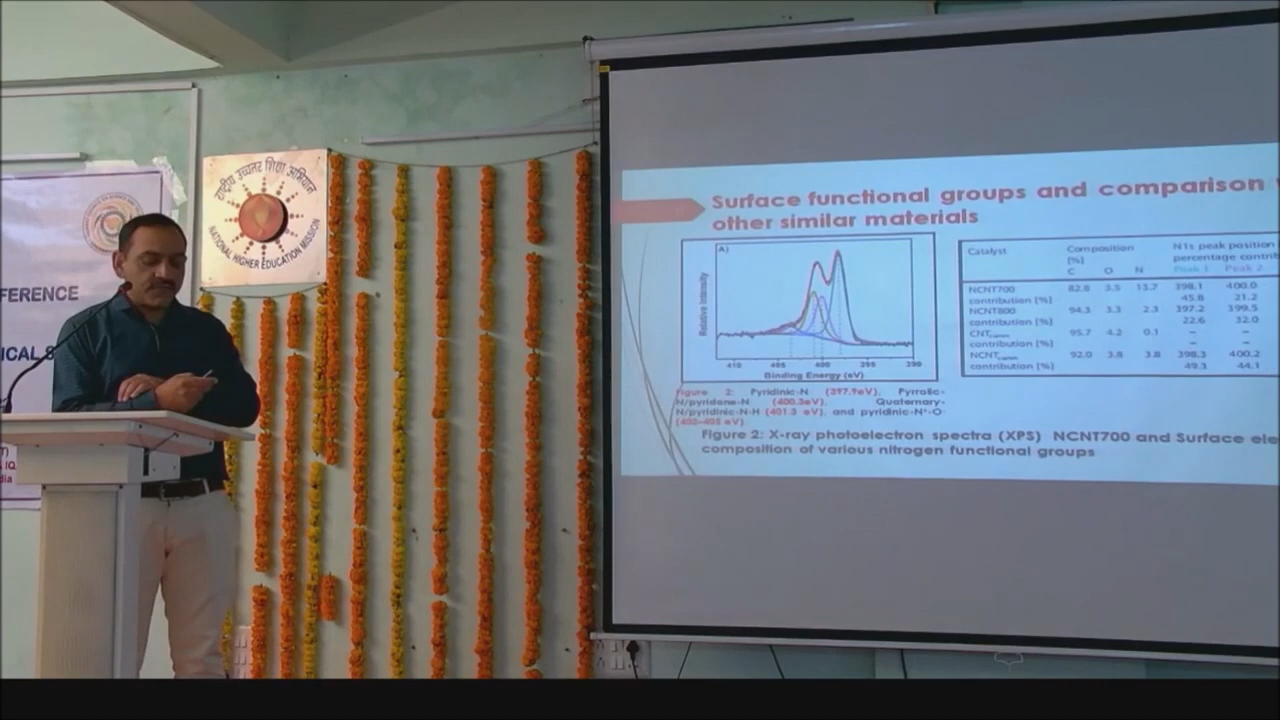 राष्ट्रीय उच्चतर शिक्षा अभियान
NATIONAL HIGHER EDUCATION MISSION
FERENCE
ICAL S
IQ
dia
Surface functional groups and comparison
other similar materials
A)
Relative Intensity
410 405 400 395 390
Binding Energy (eV)
Figure 2: Pyridinic-N (397.9eV), Pyrrolic-
N/pyridone-N (400.3eV), Quaternary-
N/pyridinic-N-H (401.3 eV), and pyridinic-N⁺-O⁻
(402-405 eV)
Catalyst Composition N1s peak position
[%] percentage contrib
C O N Peak 1 Peak 2
NCNT700 82.8 3.5 13.7 398.1 400.0
contribution [%] 45.8 21.2
NCNT800 94.3 3.3 2.3 397.2 399.5
contribution [%] 22.6 32.0
CNTcomm 95.7 4.2 0.1 – –
contribution [%] – –
NCNTcomm 92.0 3.8 3.8 398.3 400.2
contribution [%] 49.3 44.1
Figure 2: X-ray photoelectron spectra (XPS) NCNT700 and Surface ele
composition of various nitrogen functional groups